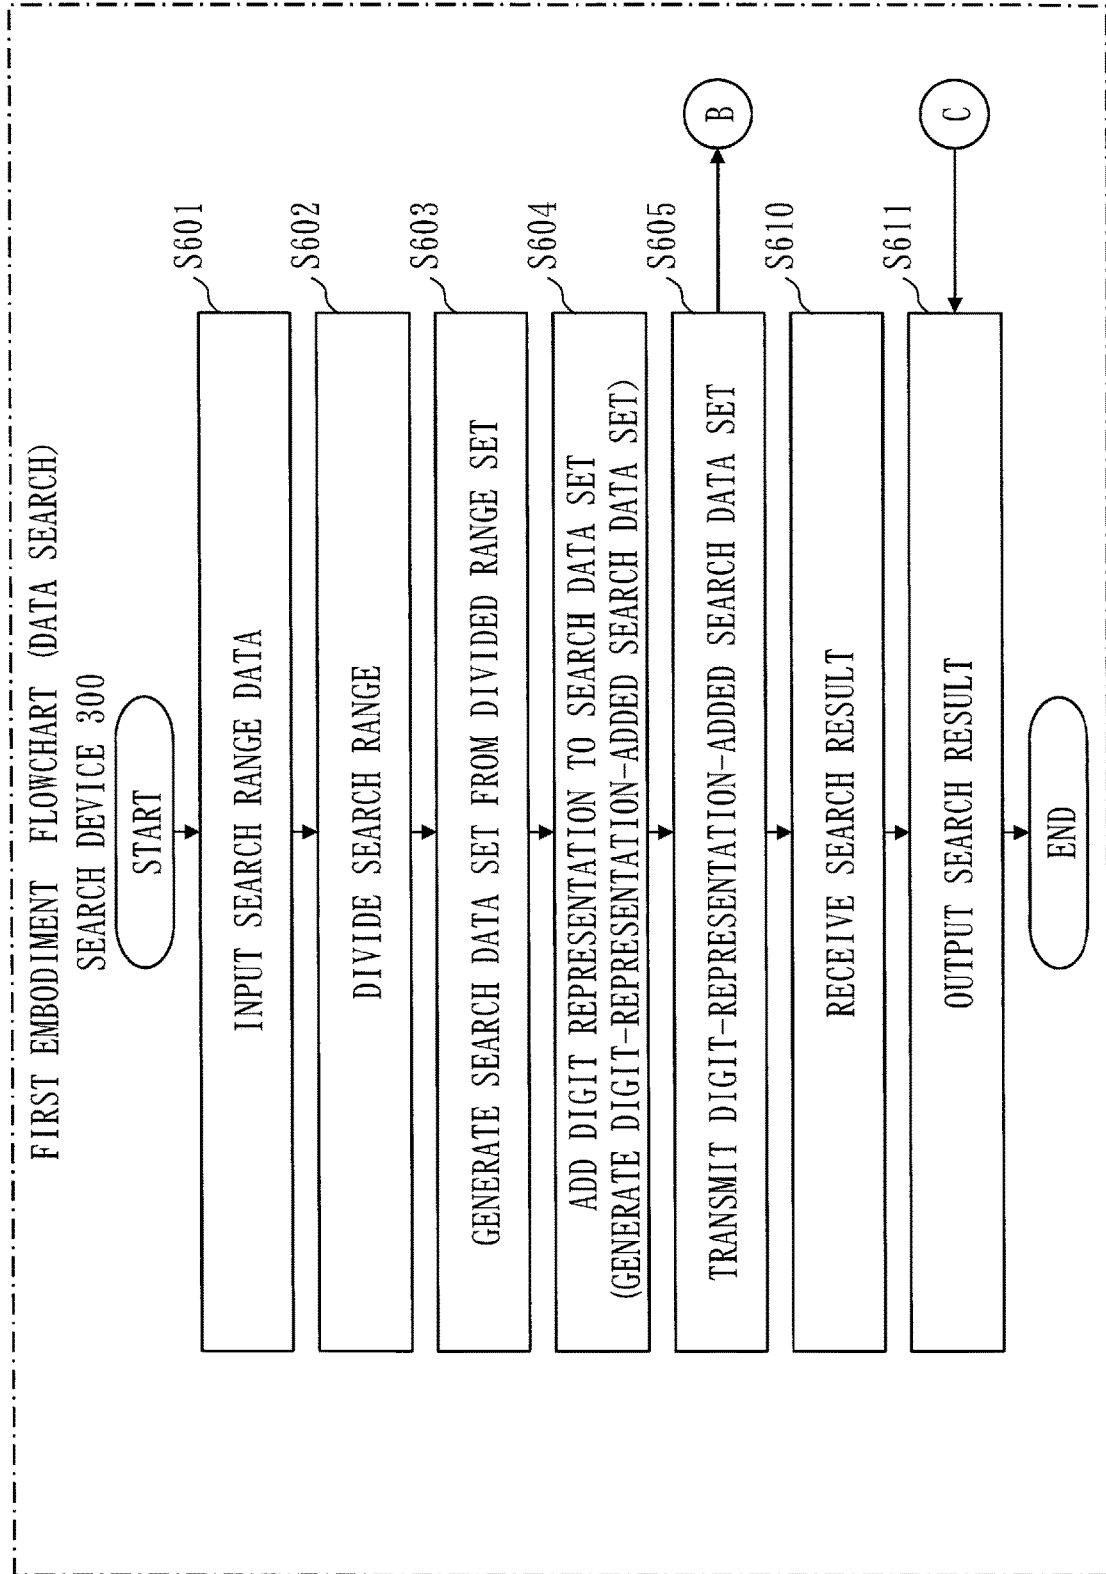 FIRST EMBODIMENT FLOWCHART (DATA SEARCH)
SEARCH DEVICE 300
START
S601
INPUT SEARCH RANGE DATA
S602
DIVIDE SEARCH RANGE
S603
GENERATE SEARCH DATA SET FROM DIVIDED RANGE SET
S604
ADD DIGIT REPRESENTATION TO SEARCH DATA SET
(GENERATE DIGIT-REPRESENTATION-ADDED SEARCH DATA SET)
S605
TRANSMIT DIGIT-REPRESENTATION-ADDED SEARCH DATA SET
B
S610
RECEIVE SEARCH RESULT
S611
OUTPUT SEARCH RESULT
C
END